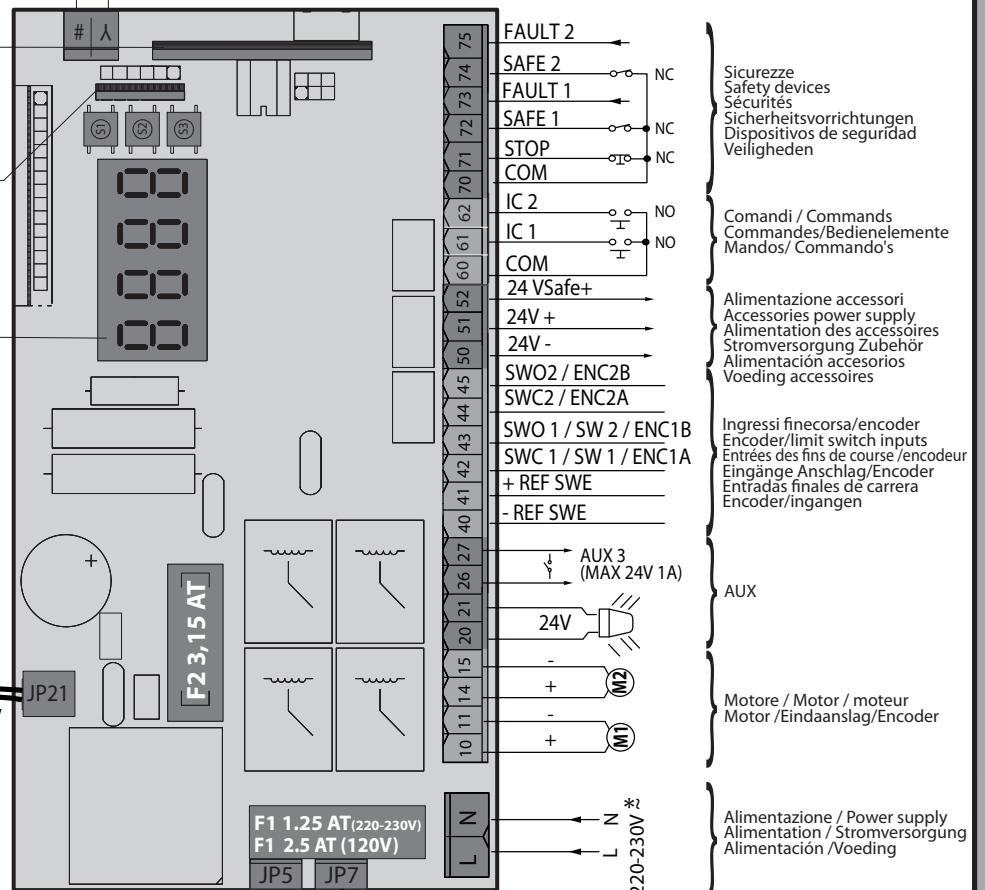 # Y
S1 S2 S3
F2 3,15 AT
JP21
F1 1.25 AT(220-230V)
F1 2.5 AT (120V)
JP5 JP7
75 FAULT 2
74 SAFE 2 NC
73 FAULT 1
72 SAFE 1 NC
71 STOP NC
70 COM
Sicurezze
Safety devices
Sécurités
Sicherheitsvorrichtungen
Dispositivos de seguridad
Veiligheden
62 IC 2 NO
61 IC 1 NO
60 COM
Comandi / Commands
Commandes/Bedienelemente
Mandos/ Commando's
52 24 VSafe+
51 24V +
50 24V -
Alimentazione accessori
Accessories power supply
Alimentation des accessoires
Stromversorgung Zubehör
Alimentación accesorios
Voeding accessoires
45 SWO2 / ENC2B
44 SWC2 / ENC2A
43 SWO 1 / SW 2 / ENC1B
42 SWC 1 / SW 1 / ENC1A
41 + REF SWE
40 - REF SWE
Ingressi finecorsa/encoder
Encoder/limit switch inputs
Entrées des fins de course /encodeur
Eingänge Anschlag/Encoder
Entradas finales de carrera
Encoder/ingangen
27 AUX 3
26 (MAX 24V 1A)
21
20 24V
AUX
15 -
14 + M2
11 -
10 + M1
Motore / Motor / moteur
Motor /Eindaanslag/Encoder
N N
L L
220-230V ~*
Alimentazione / Power supply
Alimentation / Stromversorgung
Alimentación /Voeding